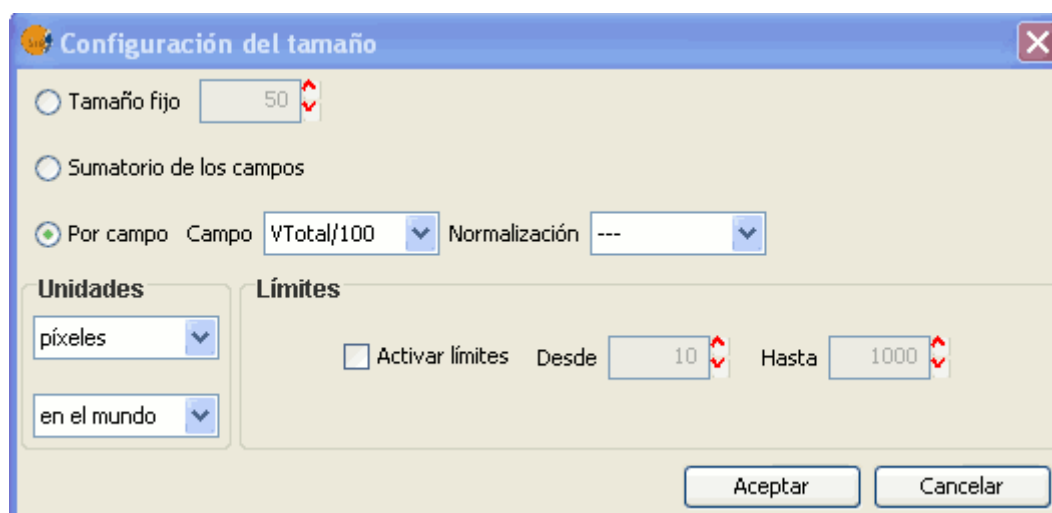 Configuración del tamaño
Tamaño fijo 50
Sumatorio de los campos
Por campo Campo VTotal/100 Normalización ---
Unidades Límites
píxeles
Activar límites Desde 10 Hasta 1000
en el mundo
Aceptar Cancelar